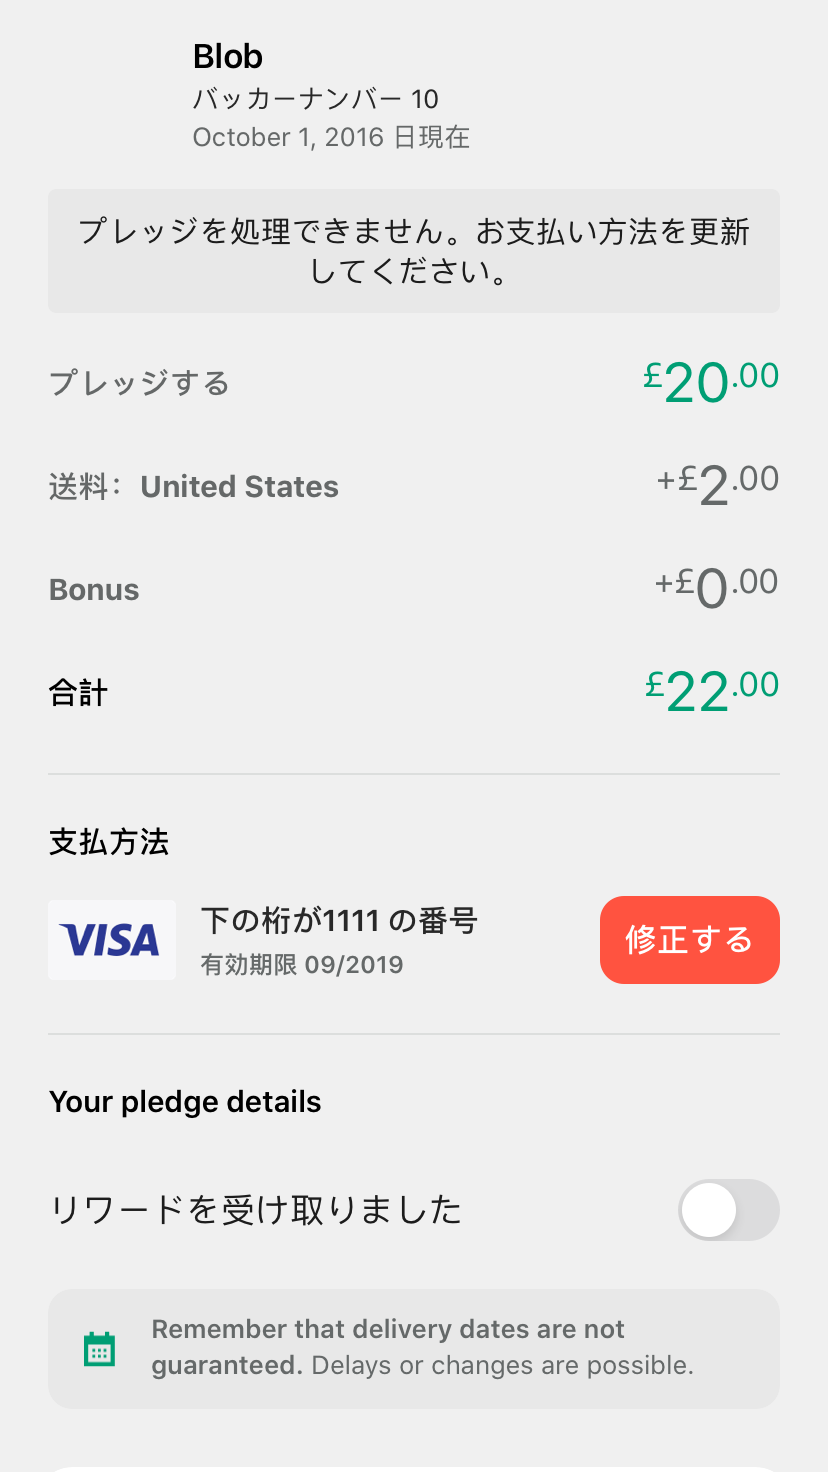 Blob
バッカーナンバー 10
October 1, 2016 日現在
プレッジを処理できません。お支払い方法を更新
してください。
プレッジする
£20.00
送料: United States
+£2.00
Bonus
+£0.00
合計
£22.00
支払方法
VISA
下の桁が1111 の番号
有効期限 09/2019
修正する
Your pledge details
リワードを受け取りました
Remember that delivery dates are not
guaranteed. Delays or changes are possible.